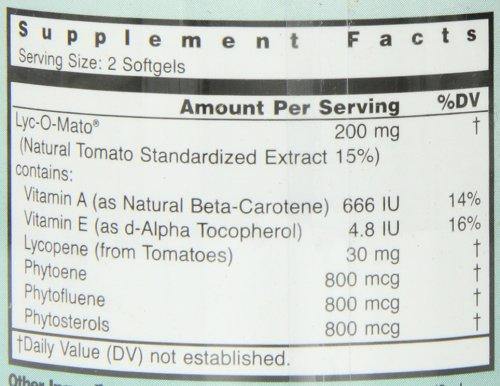 Supplement Facts
Serving Size: 2 Softgels
Amount Per Serving %DV
Lyc-O-Mato® 200 mg †
(Natural Tomato Standardized Extract 15%)
contains:
Vitamin A (as Natural Beta-Carotene) 666 IU 14%
Vitamin E (as d-Alpha Tocopherol) 4.8 IU 16%
Lycopene (from Tomatoes) 30 mg †
Phytoene 800 mcg †
Phytofluene 800 mcg †
Phytosterols 800 mcg †
†Daily Value (DV) not established.
Other